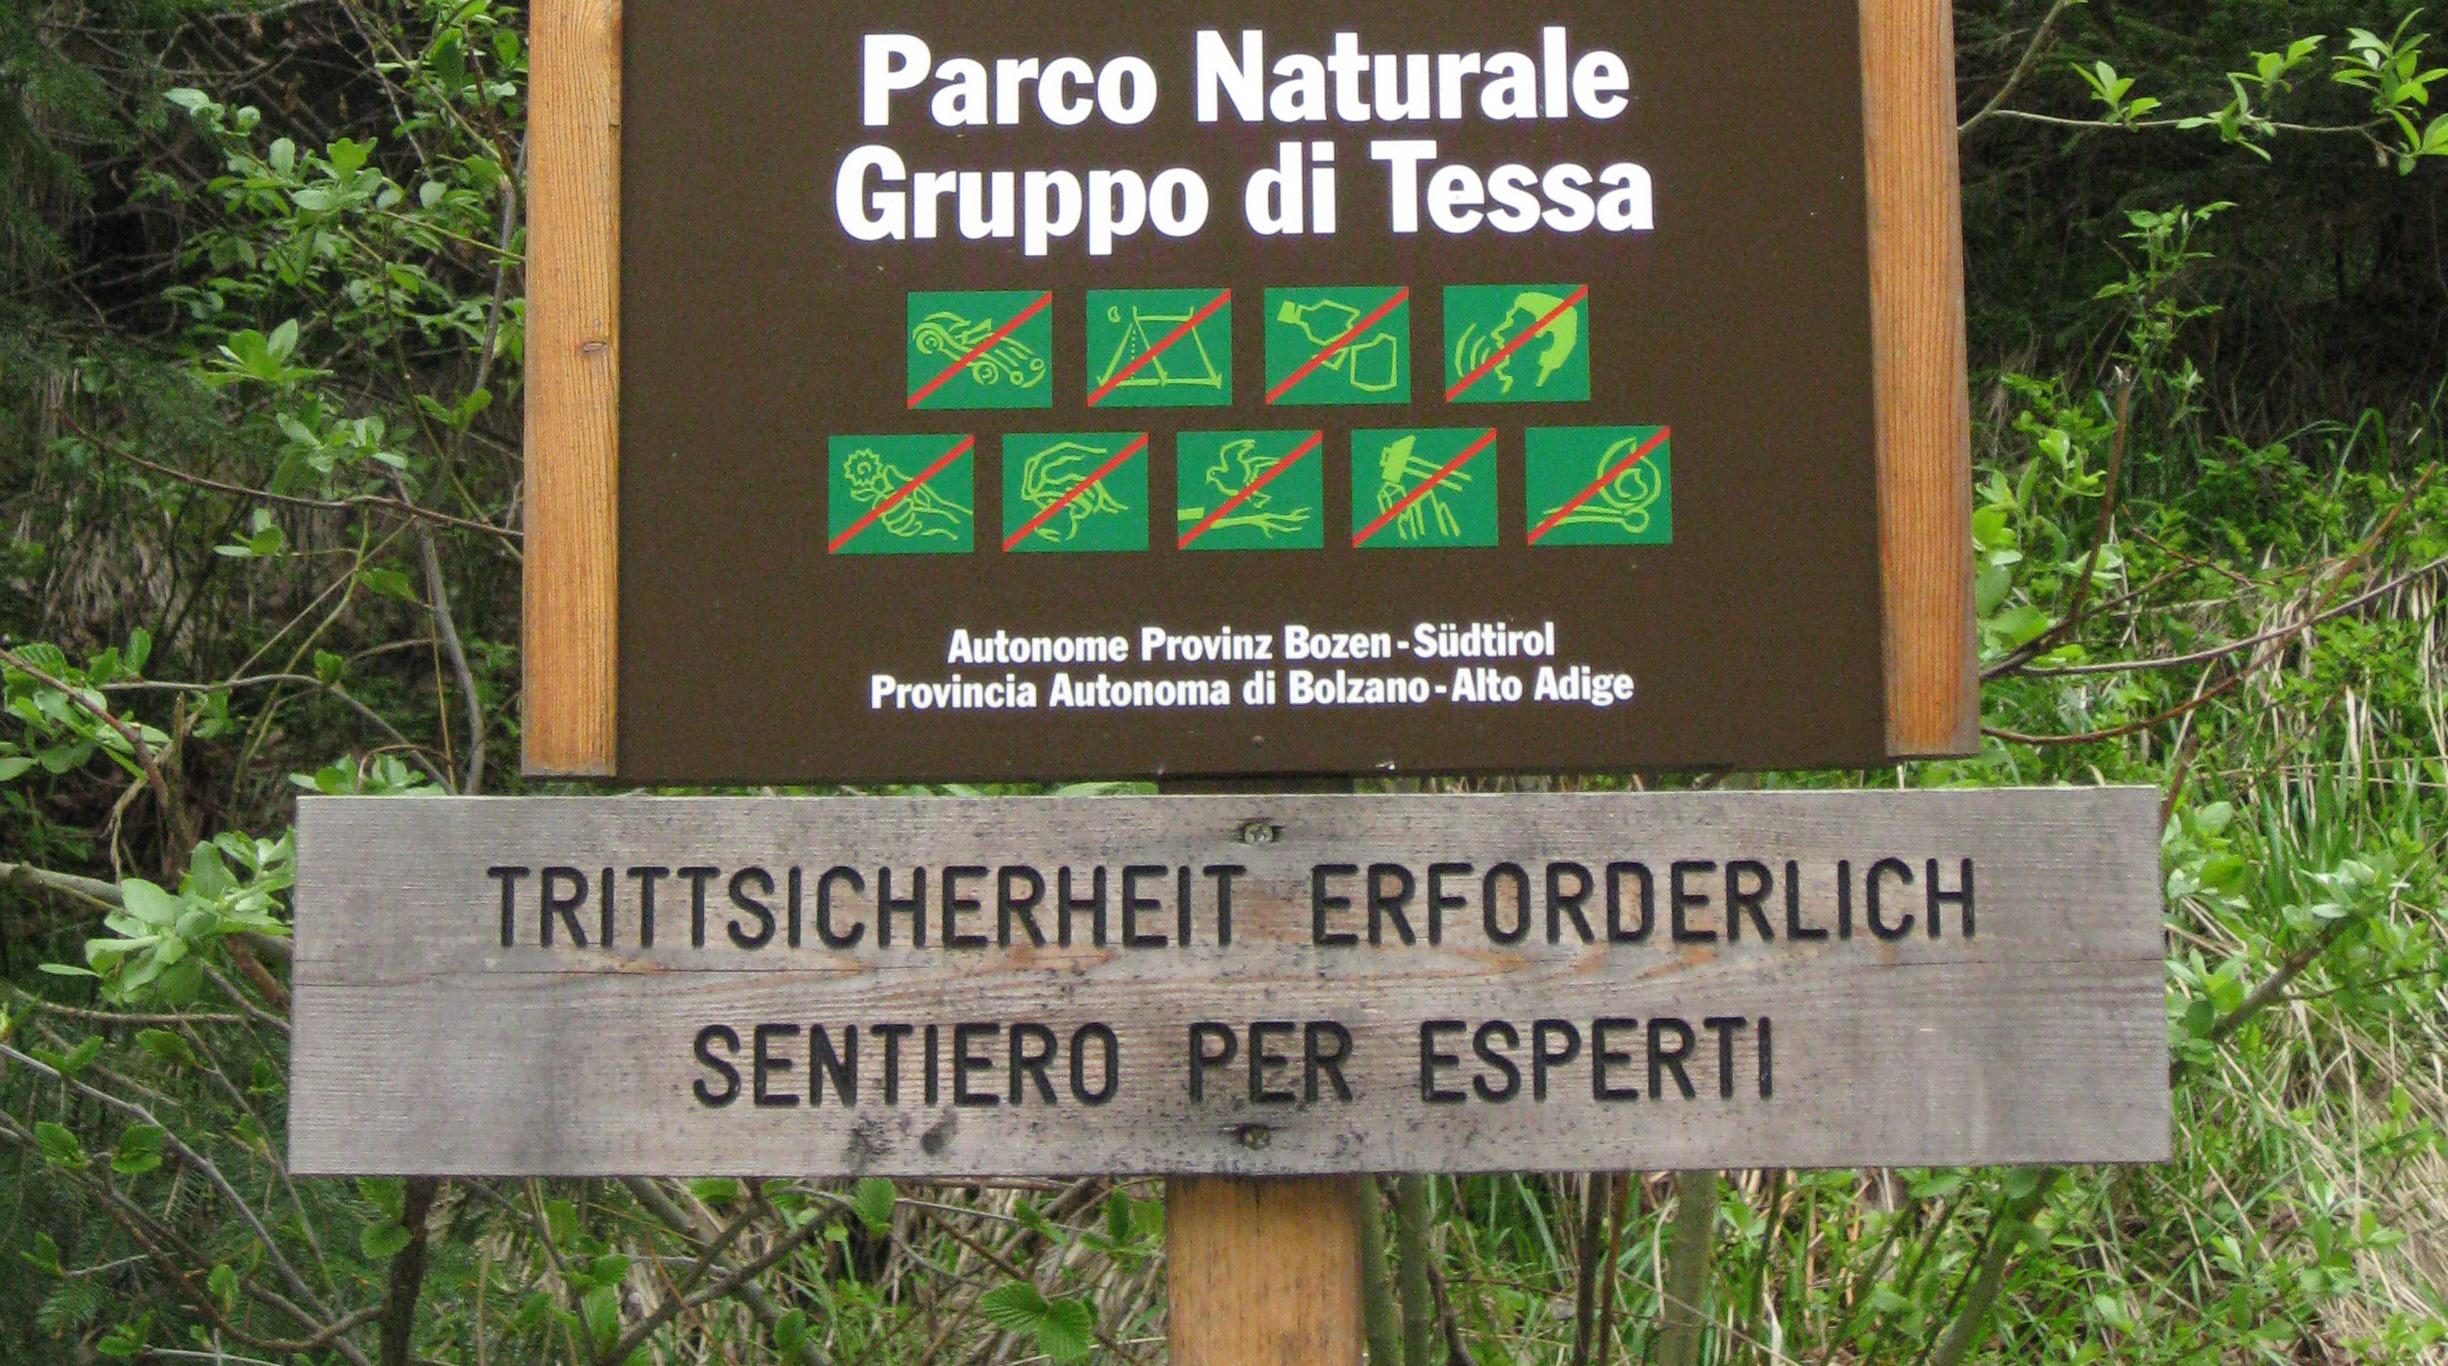 Parco Naturale
Gruppo di Tessa
Autonome Provinz Bozen-Südtirol
Provincia Autonoma di Bolzano-Alto Adige
TRITTSICHERHEIT ERFORDERLICH
SENTIERO PER ESPERTI